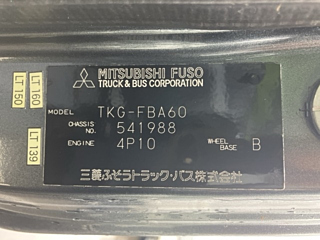 MITSUBISHI FUSO
TRUCK & BUS CORPORATION
MODEL TKG-FBA60
CHASSIS NO. 541988
ENGINE 4P10 WHEEL BASE B
三菱ふそうトラック・バス株式会社
LT160
LT150
LT139